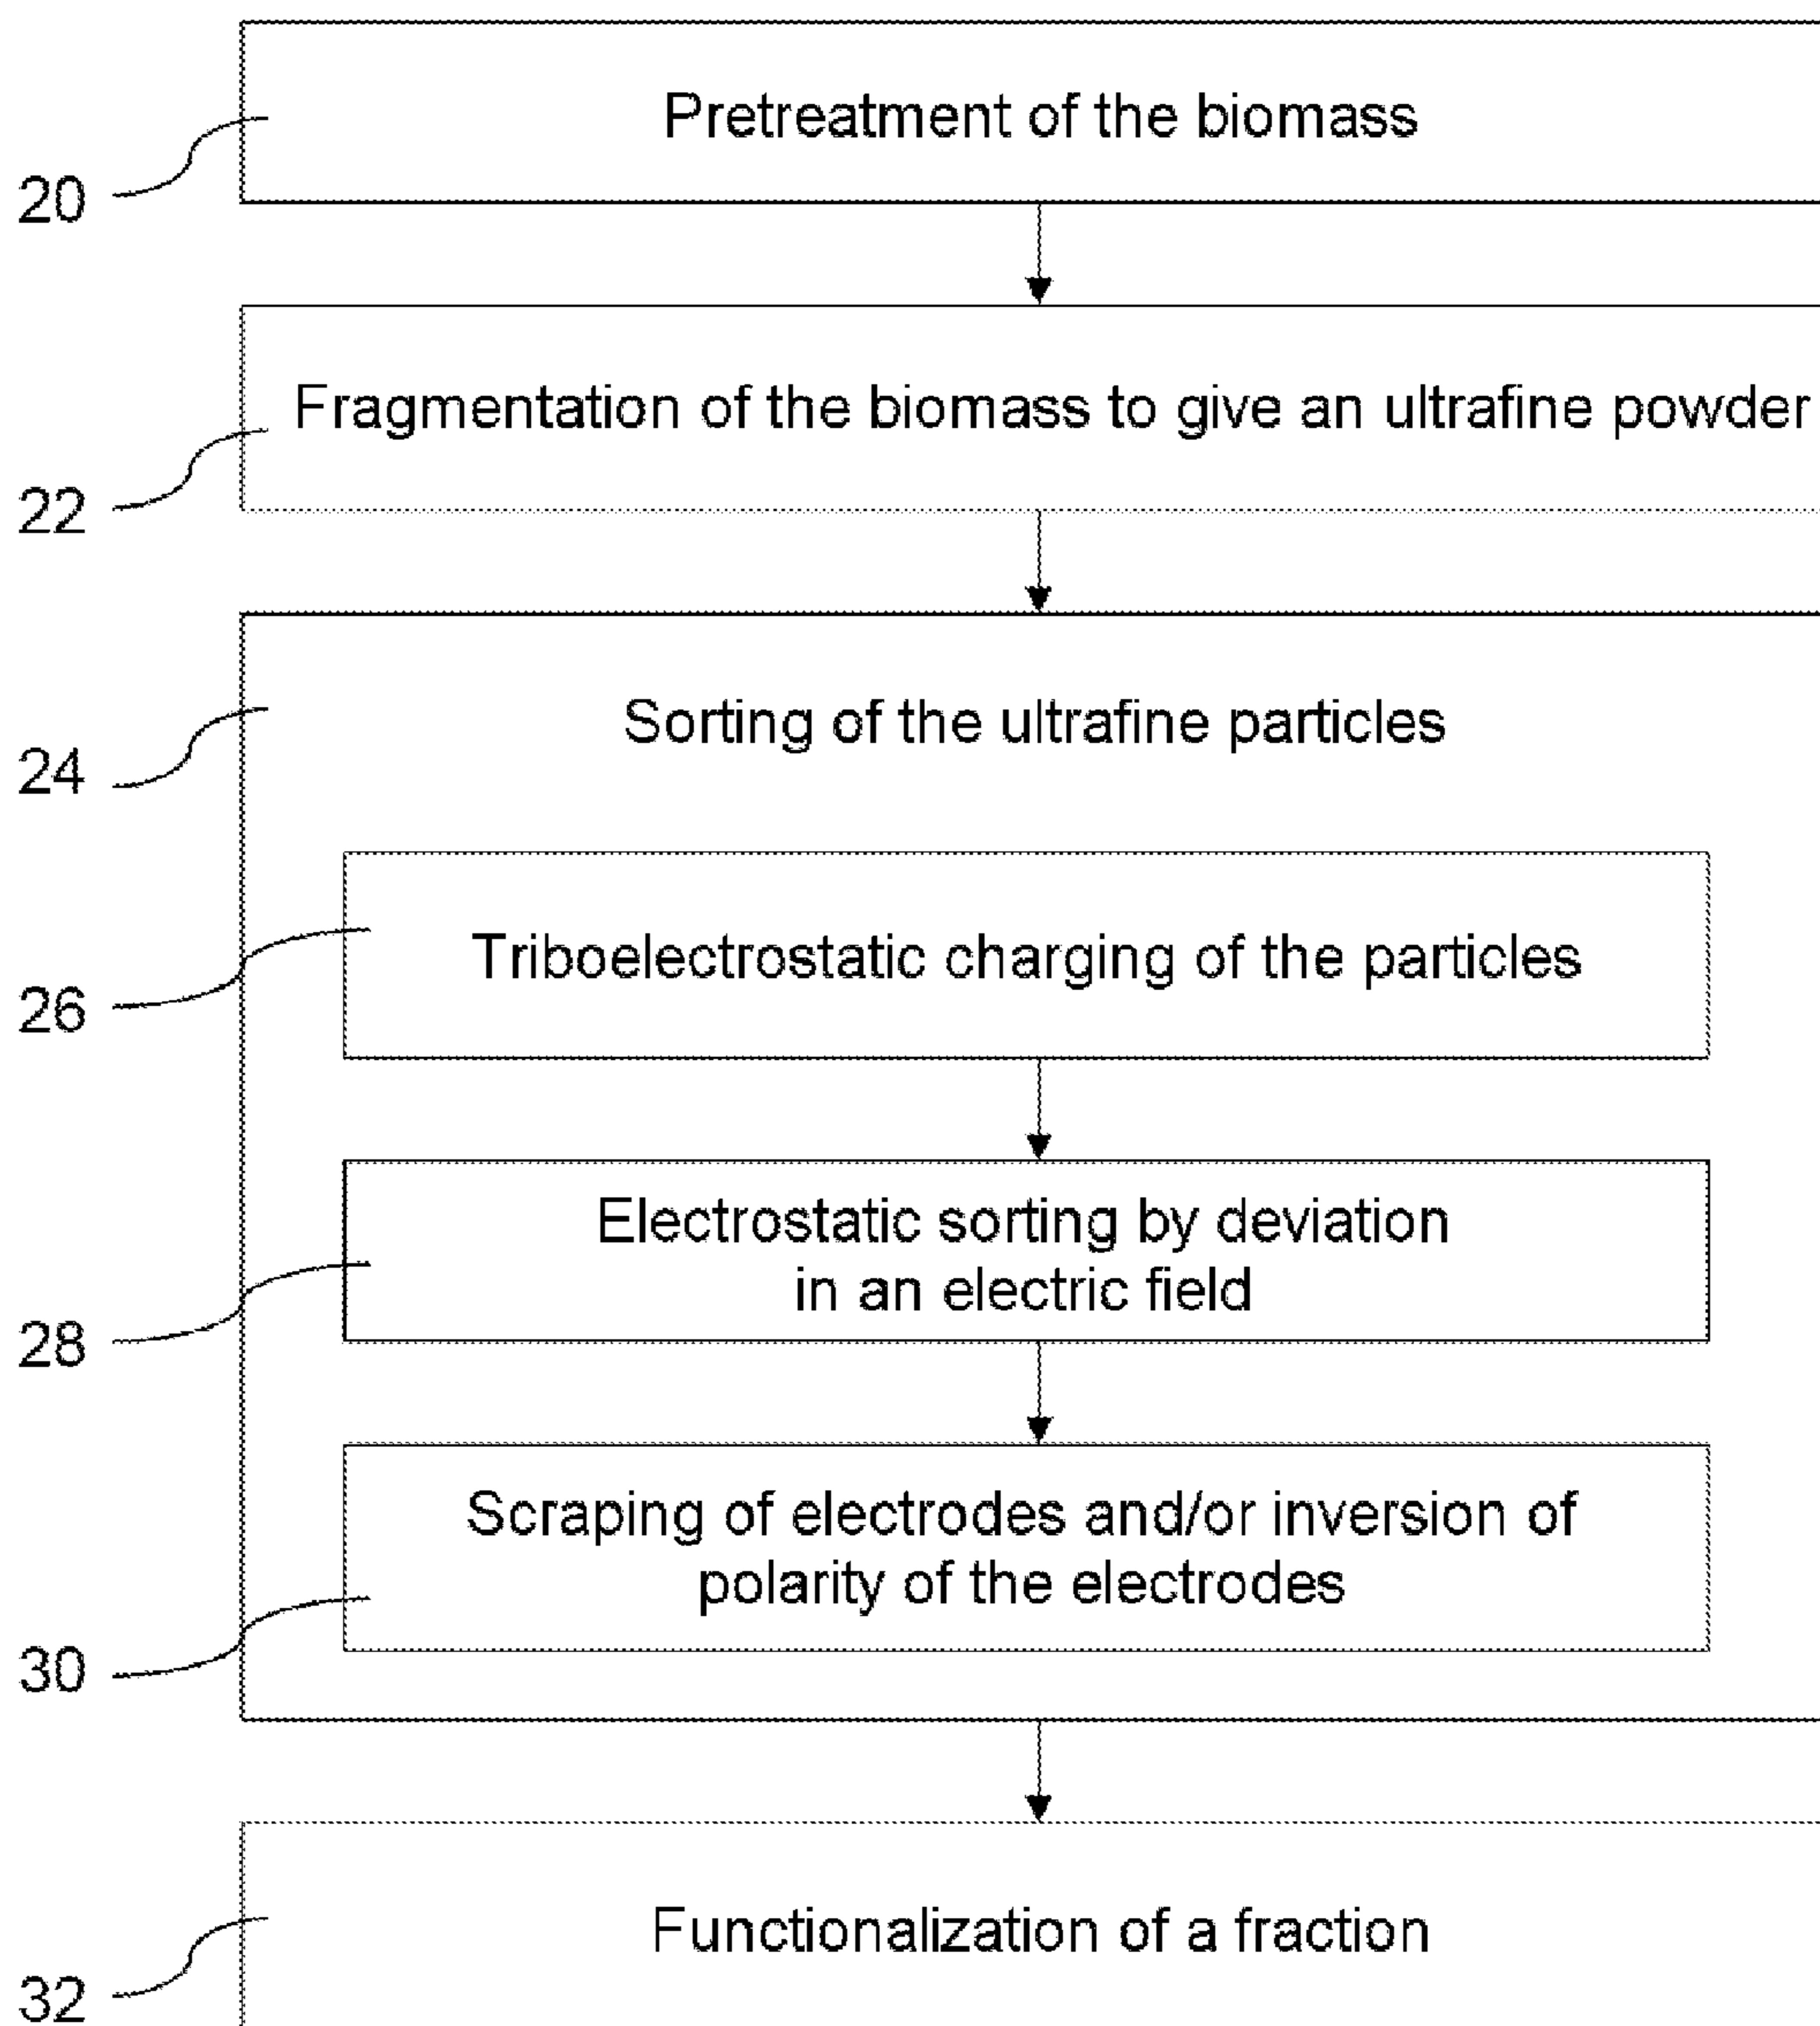 Pretreatment of the biomass
20
Fragmentation of the biomass to give an ultrafine powder
22
Sorting of the ultrafine particles
24
Triboelectrostatic charging of the particles
26
Electrostatic sorting by deviation
in an electric field
28
Scraping of electrodes and/or inversion of
polarity of the electrodes
30
Functionalization of a fraction
32